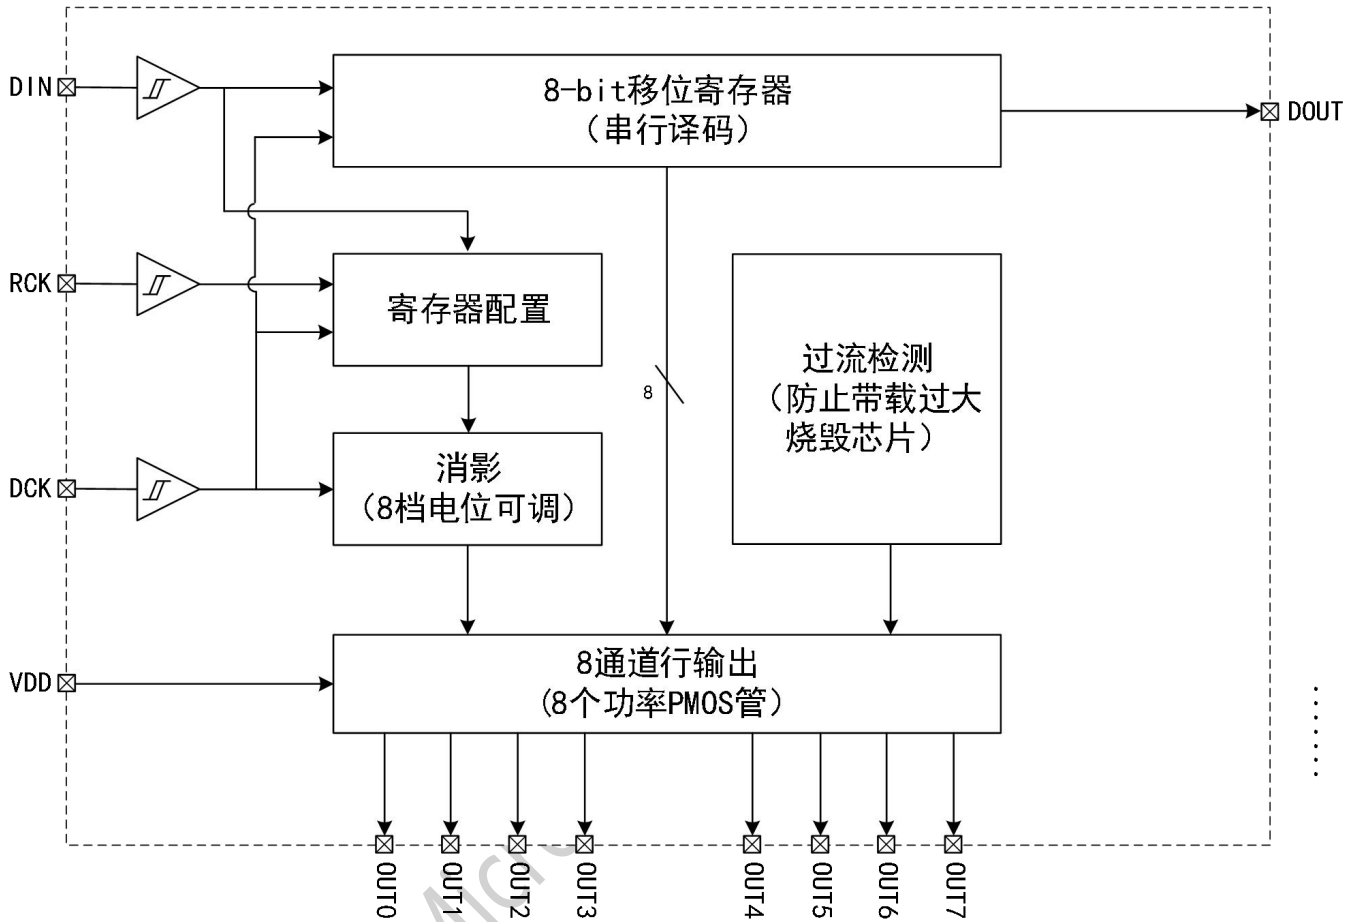 DIN
8-bit移位寄存器
（串行译码）
DOUT
RCK
寄存器配置
过流检测
（防止带载过大
烧毁芯片）
8
消影
(8档电位可调)
DCK
8通道行输出
(8个功率PMOS管)
VDD
OUT0
OUT1
OUT2
OUT3
OUT4
OUT5
OUT6
OUT7
Micro